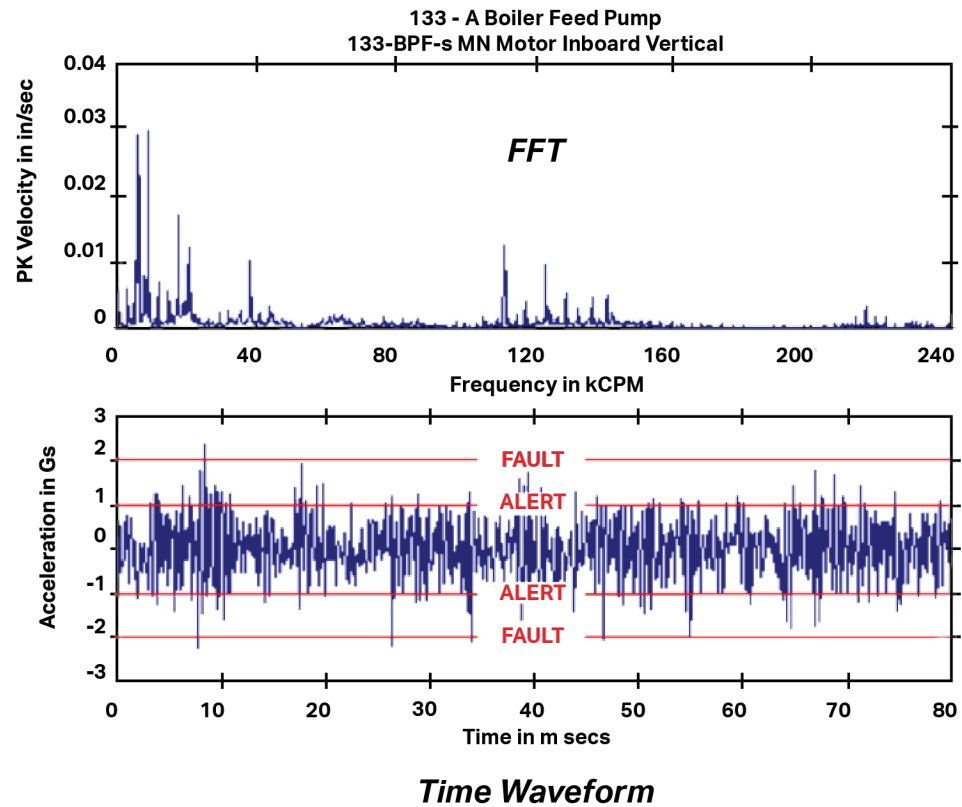 133 - A Boiler Feed Pump
133-BPF-s MN Motor Inboard Vertical
0.04
0.03
0.02
0.01
0
PK Velocity in in/sec
FFT
0 40 80 120 160 200 240
Frequency in kCPM
3
2
1
0
-1
-2
-3
Acceleration in Gs
FAULT
ALERT
ALERT
FAULT
0 10 20 30 40 50 60 70 80
Time in m secs
Time Waveform